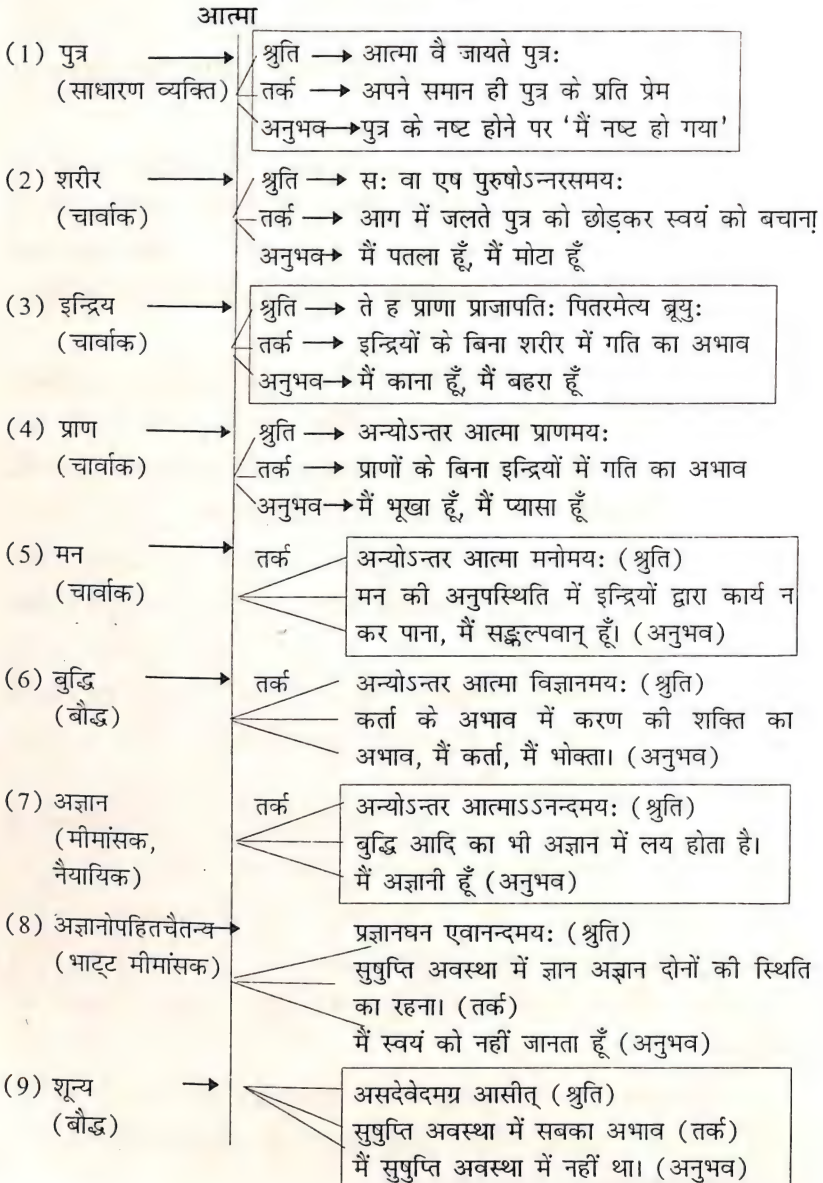 आत्मा
(1) पुत्र → श्रुति → आत्मा वै जायते पुत्र:
(साधारण व्यक्ति) तर्क → अपने समान ही पुत्र के प्रति प्रेम
अनुभव → पुत्र के नष्ट होने पर 'मैं नष्ट हो गया'
(2) शरीर → श्रुति → स: वा एष पुरुषोऽन्नरसमय:
(चार्वाक) तर्क → आग में जलते पुत्र को छोड़कर स्वयं को बचाना
अनुभव → मैं पतला हूँ, मैं मोटा हूँ
(3) इन्द्रिय → श्रुति → ते ह प्राणा प्राजापति: पितरमेत्य ब्रूयु:
(चार्वाक) तर्क → इन्द्रियों के बिना शरीर में गति का अभाव
अनुभव → मैं काना हूँ, मैं बहरा हूँ
(4) प्राण → श्रुति → अन्योऽन्तर आत्मा प्राणमय:
(चार्वाक) तर्क → प्राणों के बिना इन्द्रियों में गति का अभाव
अनुभव → मैं भूखा हूँ, मैं प्यासा हूँ
(5) मन → तर्क अन्योऽन्तर आत्मा मनोमय: (श्रुति)
(चार्वाक) मन की अनुपस्थिति में इन्द्रियों द्वारा कार्य न
कर पाना, मैं सङ्कल्पवान् हूँ। (अनुभव)
(6) बुद्धि → तर्क अन्योऽन्तर आत्मा विज्ञानमय: (श्रुति)
(बौद्ध) कर्ता के अभाव में करण की शक्ति का
अभाव, मैं कर्ता, मैं भोक्ता। (अनुभव)
(7) अज्ञान तर्क अन्योऽन्तर आत्माऽऽनन्दमय: (श्रुति)
(मीमांसक, बुद्धि आदि का भी अज्ञान में लय होता है।
नैयायिक) मैं अज्ञानी हूँ (अनुभव)
(8) अज्ञानोपहितचैतन्य → प्रज्ञानघन एवानन्दमय: (श्रुति)
(भाट्ट मीमांसक) सुषुप्ति अवस्था में ज्ञान अज्ञान दोनों की स्थिति
का रहना। (तर्क)
मैं स्वयं को नहीं जानता हूँ (अनुभव)
(9) शून्य → असदेवेदमग्र आसीत् (श्रुति)
(बौद्ध) सुषुप्ति अवस्था में सबका अभाव (तर्क)
मैं सुषुप्ति अवस्था में नहीं था। (अनुभव)